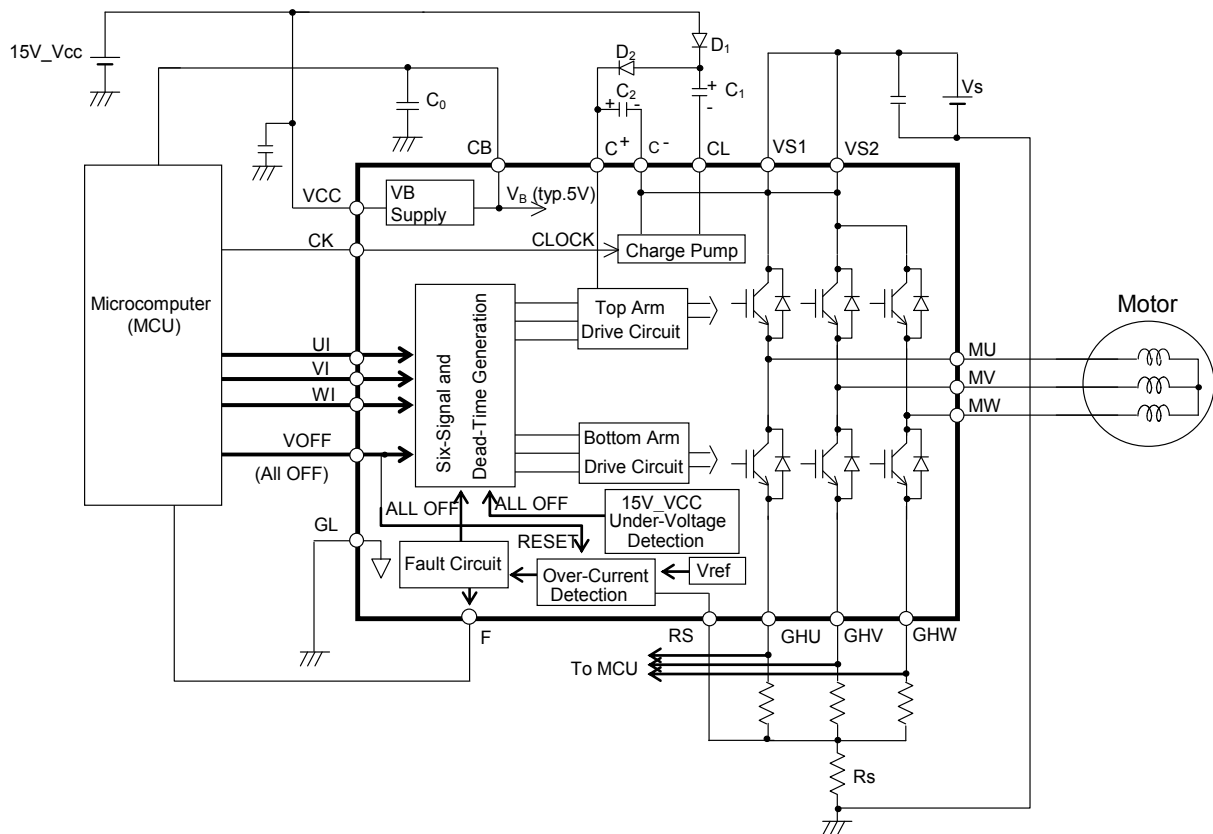 15V_Vcc
D2
D1
C2
+
-
+
C1
-
C0
Vs
CB
C+
C-
CL
VS1
VS2
VCC
VB
Supply
VB (typ.5V)
CK
CLOCK
Charge Pump
Microcomputer
(MCU)
Six-Signal and
Dead-Time Generation
Top Arm
Drive Circuit
Motor
UI
VI
WI
MU
MV
MW
VOFF
(All OFF)
Bottom Arm
Drive Circuit
ALL OFF
ALL OFF
15V_VCC
Under-Voltage
Detection
GL
RESET
Fault Circuit
Over-Current
Detection
Vref
F
RS
GHU
GHV
GHW
To MCU
Rs